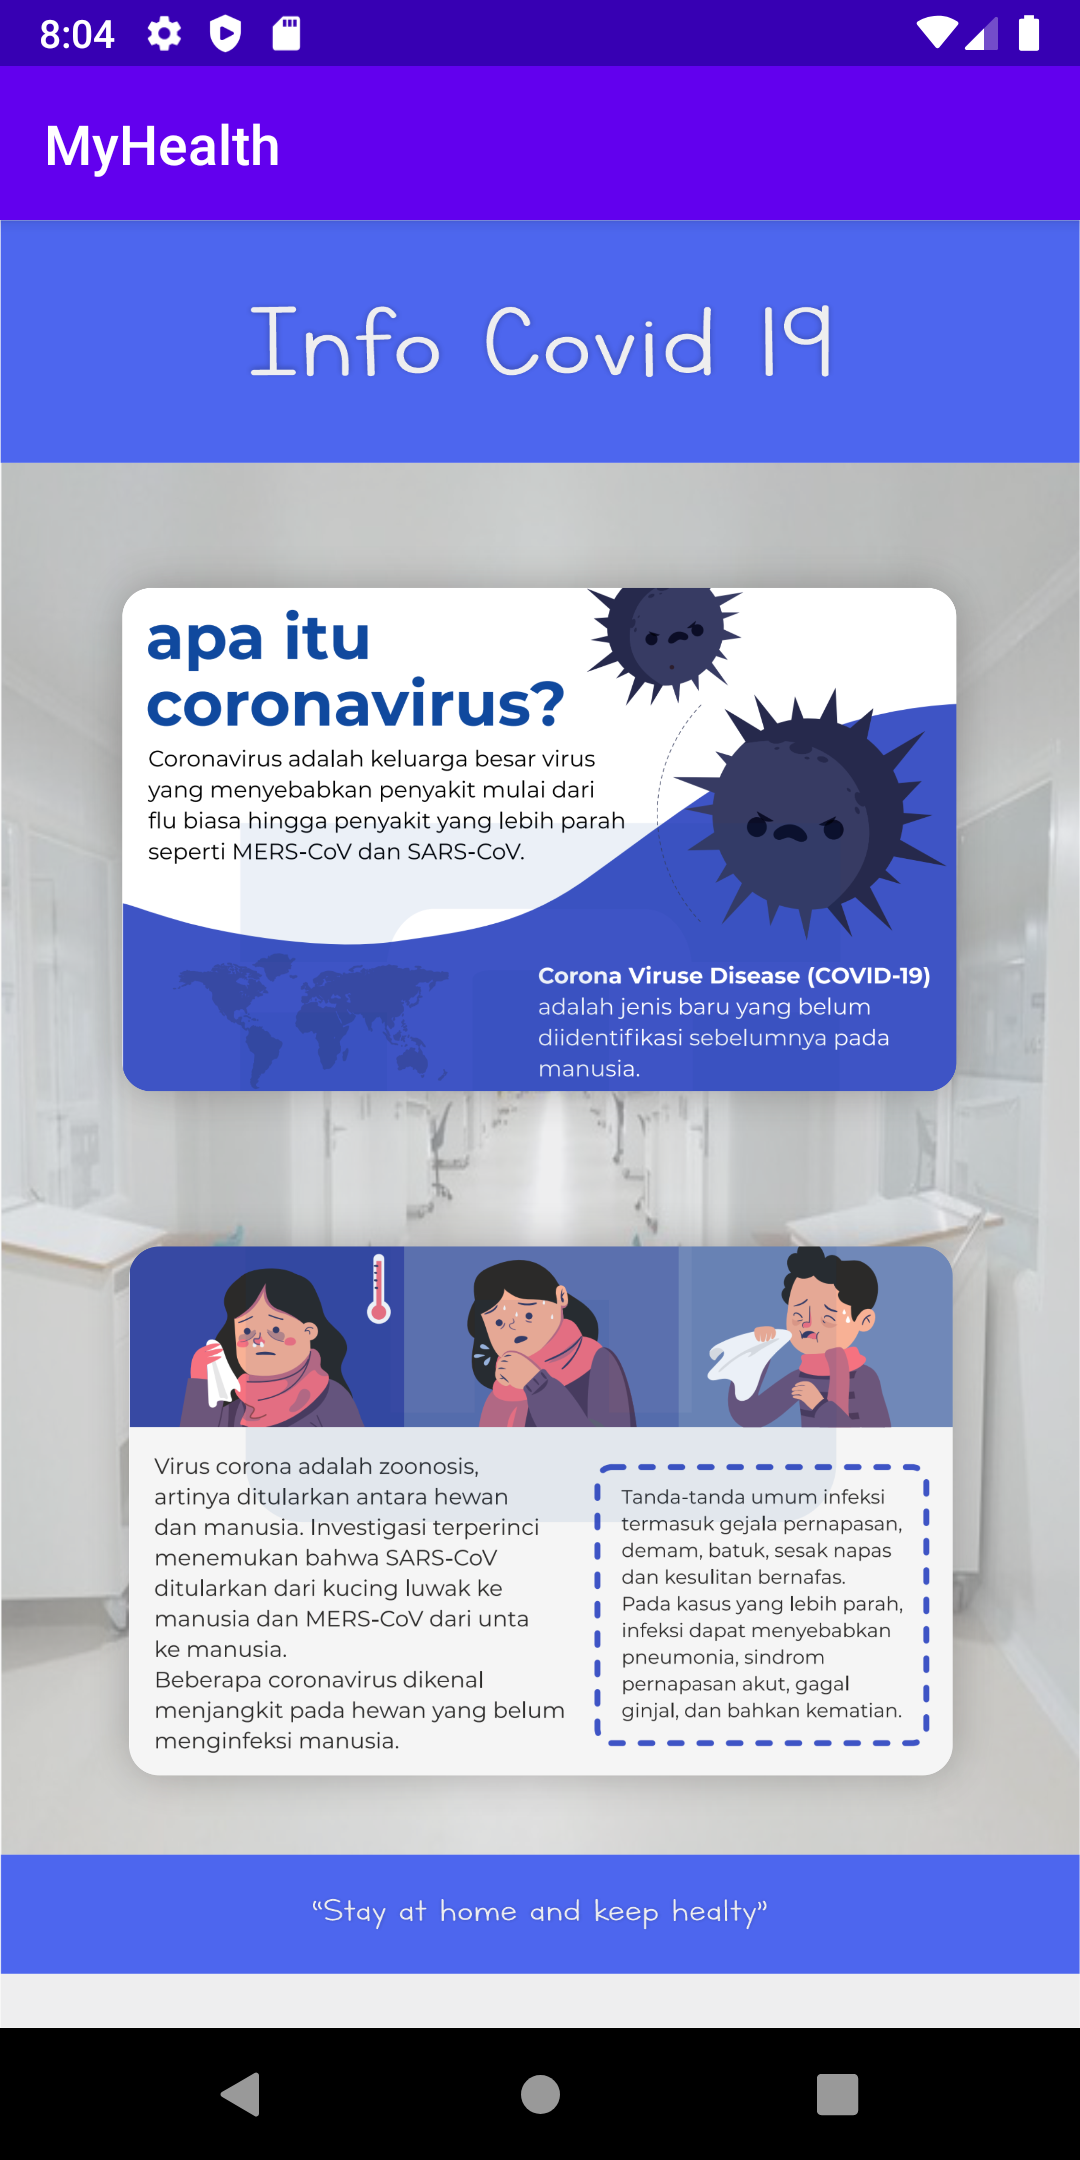 8:04
MyHealth
Info Covid 19
apa itu
coronavirus?
Coronavirus adalah keluarga besar virus
yang menyebabkan penyakit mulai dari
flu biasa hingga penyakit yang lebih parah
seperti MERS-CoV dan SARS-CoV.
Corona Viruse Disease (COVID-19)
adalah jenis baru yang belum
diidentifikasi sebelumnya pada
manusia.
Virus corona adalah zoonosis,
artinya ditularkan antara hewan
dan manusia. Investigasi terperinci
menemukan bahwa SARS-CoV
ditularkan dari kucing luwak ke
manusia dan MERS-CoV dari unta
ke manusia.
Beberapa coronavirus dikenal
menjangkit pada hewan yang belum
menginfeksi manusia.
Tanda-tanda umum infeksi
termasuk gejala pernapasan,
demam, batuk, sesak napas
dan kesulitan bernafas.
Pada kasus yang lebih parah,
infeksi dapat menyebabkan
pneumonia, sindrom
pernapasan akut, gagal
ginjal, dan bahkan kematian.
“Stay at home and keep healty”